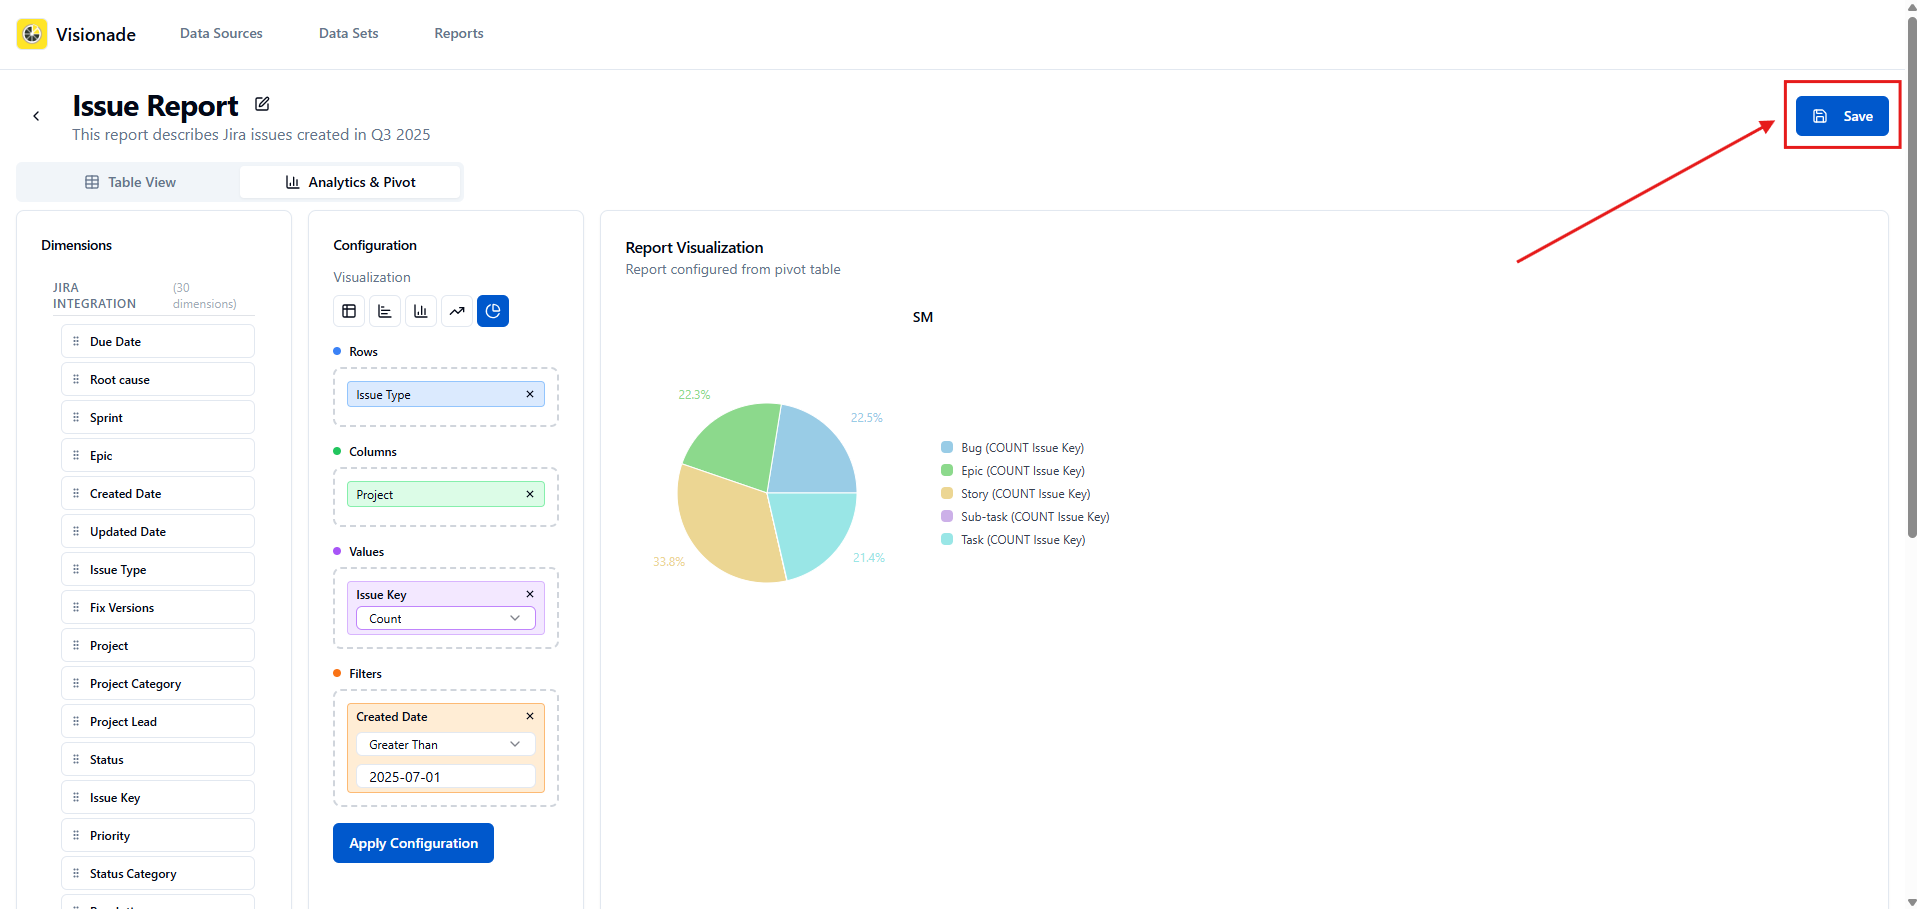 Visionade
Data Sources
Data Sets
Reports
Issue Report
This report describes Jira issues created in Q3 2025
Save
Table View
Analytics & Pivot
Dimensions
JIRA INTEGRATION
(30 dimensions)
Due Date
Root cause
Sprint
Epic
Created Date
Updated Date
Issue Type
Fix Versions
Project
Project Category
Project Lead
Status
Issue Key
Priority
Status Category
Configuration
Visualization
Rows
Issue Type
Columns
Project
Values
Issue Key
Count
Filters
Created Date
Greater Than
2025-07-01
Apply Configuration
Report Visualization
Report configured from pivot table
SM
22.3%
22.5%
33.8%
21.4%
Bug (COUNT Issue Key)
Epic (COUNT Issue Key)
Story (COUNT Issue Key)
Sub-task (COUNT Issue Key)
Task (COUNT Issue Key)